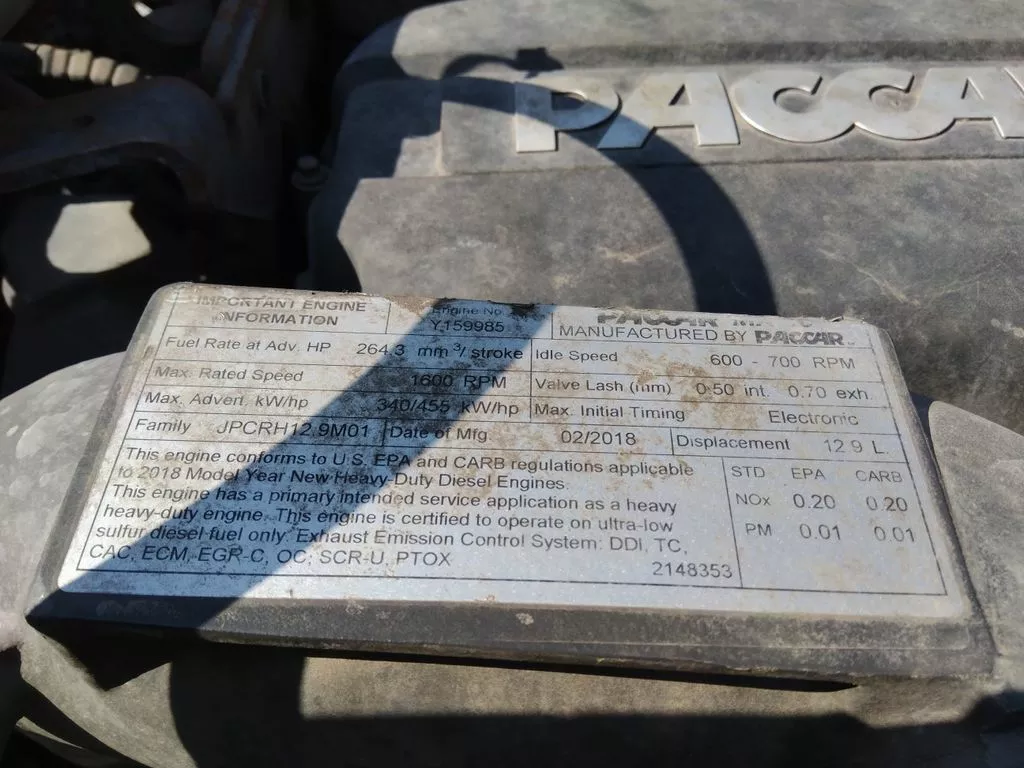 PACCA
IMPORTANT ENGINE
INFORMATION
Engine No.
Y159985
MANUFACTURED BY PACCAR
Fuel Rate at Adv. HP 264.3 mm³/ stroke
Idle Speed 600 - 700 RPM
Max. Rated Speed 1600 RPM
Valve Lash (mm) 0.50 int. 0.70 exh.
Max. Advert. kW/hp 340/455 kW/hp
Max. Initial Timing Electronic
Family JPCRH12.9M01
Date of Mfg. 02/2018
Displacement 12.9 L.
This engine conforms to U.S. EPA and CARB regulations applicable
to 2018 Model Year New Heavy-Duty Diesel Engines.
This engine has a primary intended service application as a heavy
heavy-duty engine. This engine is certified to operate on ultra-low
sulfur diesel fuel only. Exhaust Emission Control System: DDI, TC,
CAC, ECM, EGR-C, OC, SCR-U, PTOX
2148353
STD EPA CARB
NOx 0.20 0.20
PM 0.01 0.01